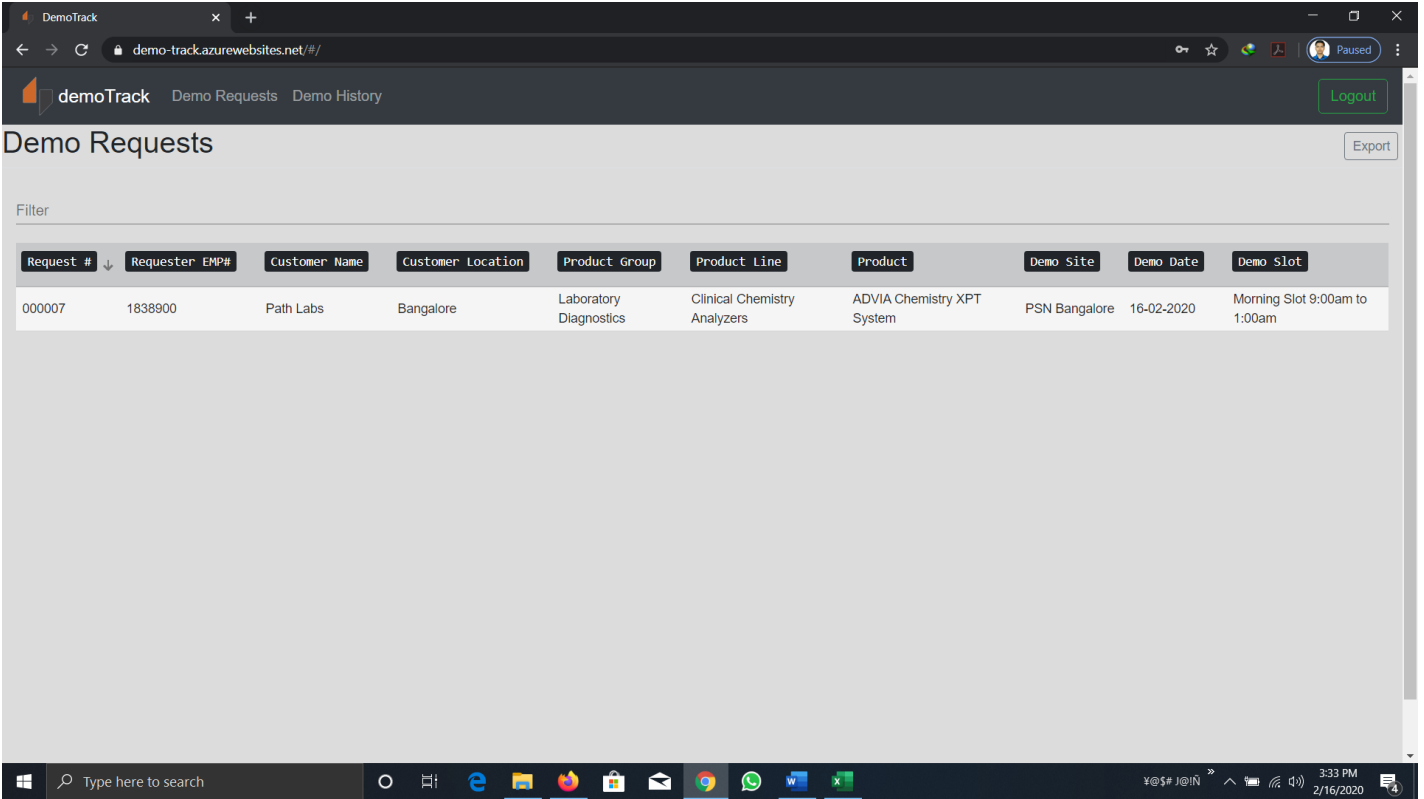 DemoTrack
demo-track.azurewebsites.net/#/
Paused
demoTrack Demo Requests Demo History Logout
Demo Requests
Export
Filter
Request # Requester EMP# Customer Name Customer Location Product Group Product Line Product Demo Site Demo Date Demo Slot
000007 1838900 Path Labs Bangalore Laboratory Diagnostics Clinical Chemistry Analyzers ADVIA Chemistry XPT System PSN Bangalore 16-02-2020 Morning Slot 9:00am to 1:00am
Type here to search
¥@$# J@!Ñ
3:33 PM
2/16/2020
4